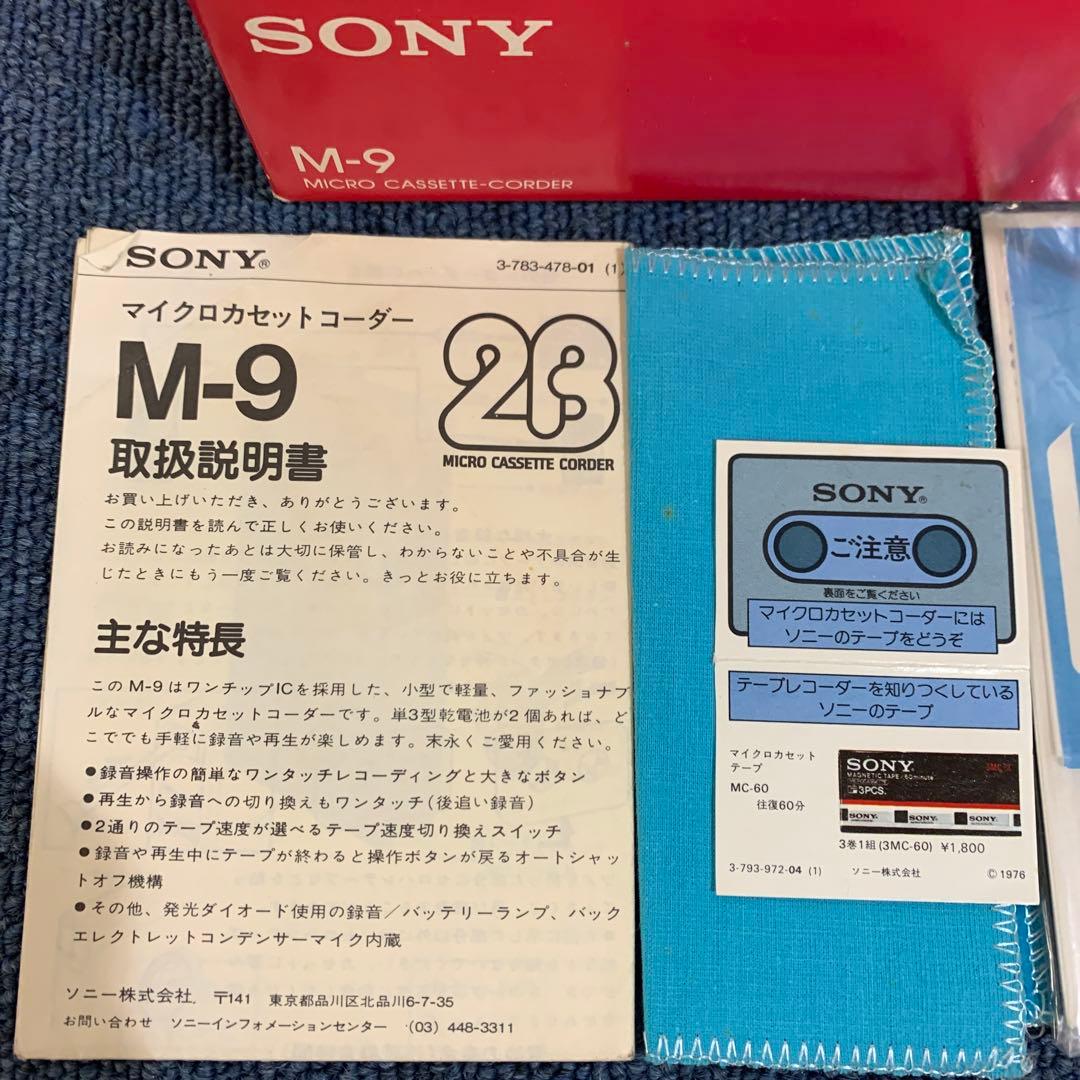 SONY
M-9
MICRO CASSETTE-CORDER
SONY®
3-783-478-01 (1)
マイクロカセットコーダー
M-9
取扱説明書
MICRO CASSETTE CORDER
お買い上げいただき、ありがとうございます。
この説明書を読んで正しくお使いください。
お読みになったあとは大切に保管し、わからないことや不具合が生
じたときにもう一度ご覧ください。きっとお役に立ちます。
主な特長
この M-9 はワンチップICを採用した、小型で軽量、ファッショナブ
ルなマイクロカセットコーダーです。単3型乾電池が2個あれば、ど
こででも手軽に録音や再生が楽しめます。末永くご愛用ください。
●録音操作の簡単なワンタッチレコーディングと大きなボタン
●再生から録音への切り換えもワンタッチ(後追い録音)
●2通りのテープ速度が選べるテープ速度切り換えスイッチ
●録音や再生中にテープが終わると操作ボタンが戻るオートシャッ
トオフ機構
●その他、発光ダイオード使用の録音/バッテリーランプ、バック
エレクトレットコンデンサーマイク内蔵
ソニー株式会社 〒141 東京都品川区北品川6-7-35
お問い合わせ ソニーインフォメーションセンター (03) 448-3311
SONY®
ご注意
裏面をご覧ください
マイクロカセットコーダーには
ソニーのテープをどうぞ
テープレコーダーを知りつくしている
ソニーのテープ
マイクロカセット
テープ
MC-60
往復60分
SONY
MAGNETIC TAPE/60minute
3PCS.
SONY
SONY
SONY
3巻1組(3MC-60) ¥1,800
3-793-972-04 (1) ソニー株式会社 © 1976